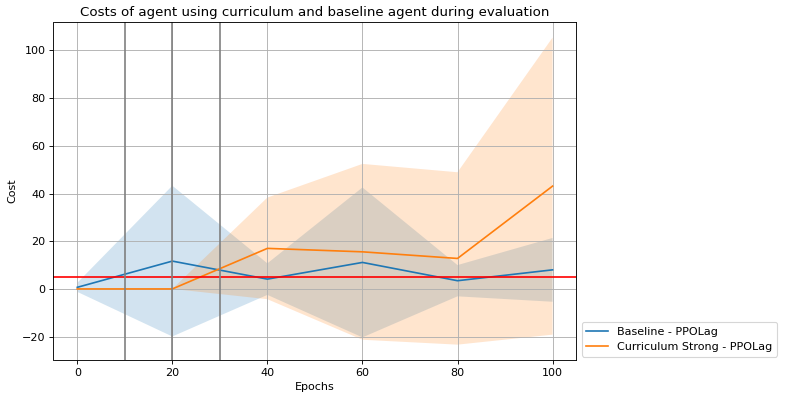 Costs of agent using curriculum and baseline agent during evaluation
Cost
100
80
60
40
20
0
−20
0 20 40 60 80 100
Epochs
Baseline - PPOLag
Curriculum Strong - PPOLag